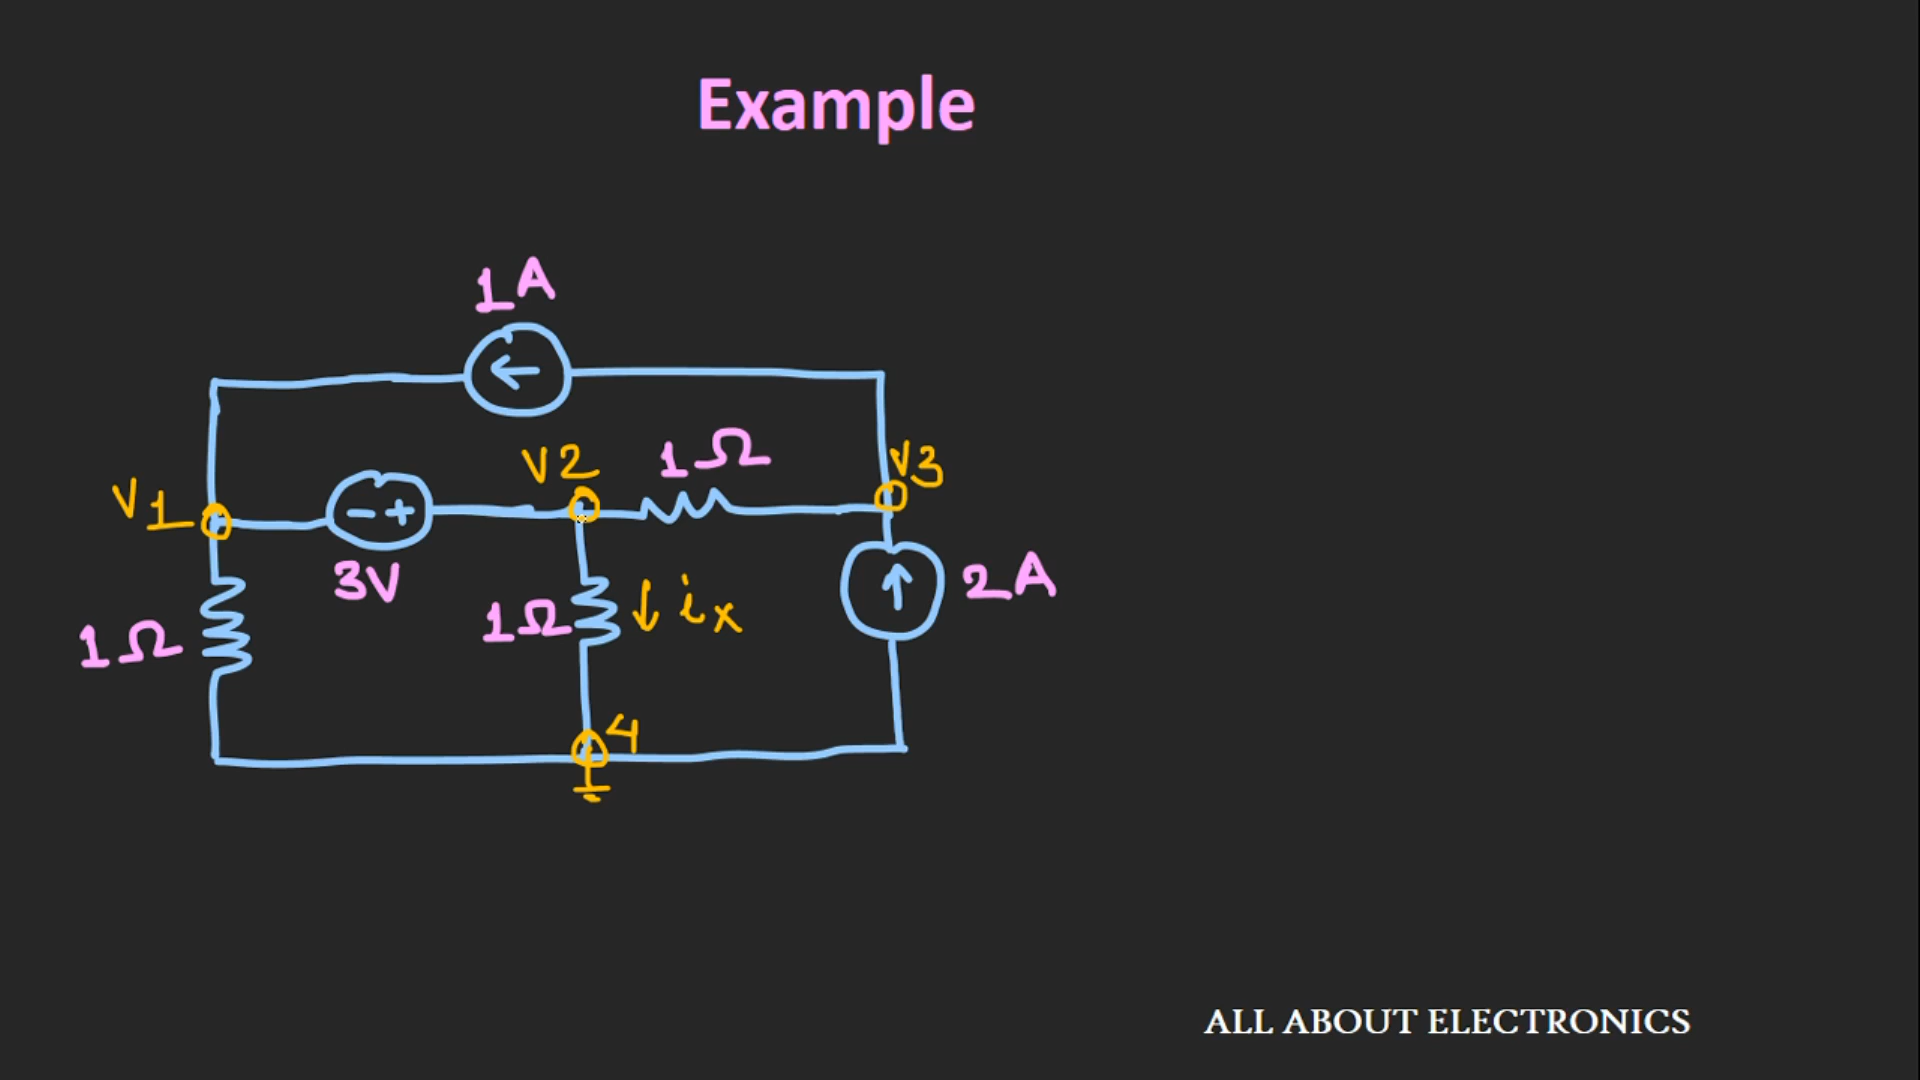 Example
1A
V1
V2
1Ω
V3
3V
1Ω
1Ω
↓ ix
2A
4
ALL ABOUT ELECTRONICS